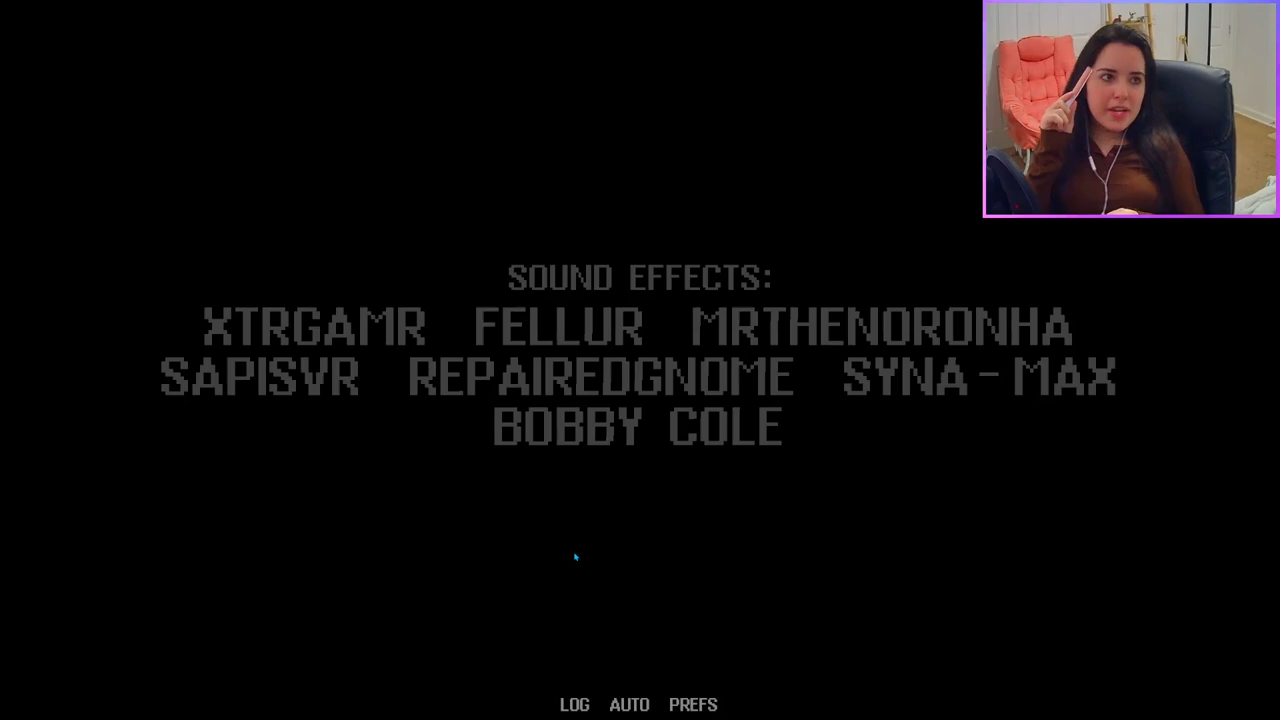 SOUND EFFECTS:
XTRGAMR FELLUR MRTHENORONHA
SAPISVR REPAIREDGNOME SYNA-MAX
BOBBY COLE
LOG AUTO PREFS